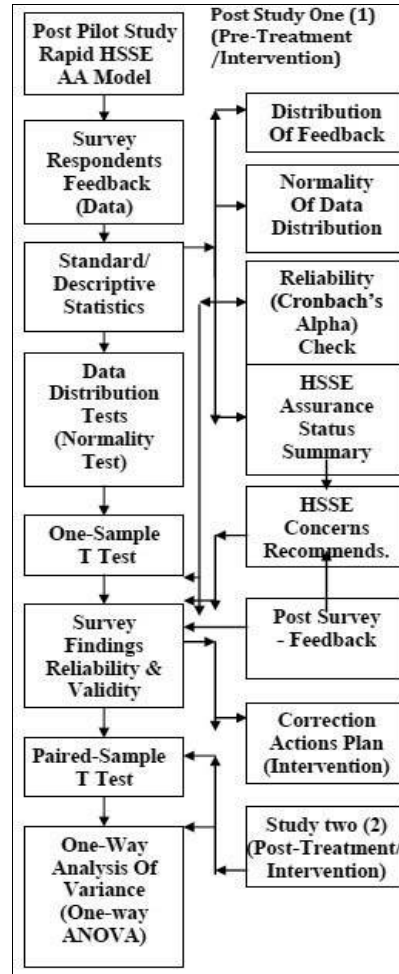 Post Pilot Study
Rapid HSSE
AA Model
Survey
Respondents
Feedback
(Data)
Standard/
Descriptive
Statistics
Data
Distribution
Tests
(Normality
Test)
One-Sample
T Test
Survey
Findings
Reliability &
Validity
Paired-Sample
T Test
One-Way
Analysis Of
Variance
(One-way
ANOVA)
Post Study One (1)
(Pre-Treatment
/Intervention)
Distribution
Of Feedback
Normality
Of Data
Distribution
Reliability
(Cronbach's
Alpha)
Check
HSSE
Assurance
Status
Summary
HSSE
Concerns
Recommends.
Post Survey
- Feedback
Correction
Actions Plan
(Intervention)
Study two (2)
(Post-Treatment/
Intervention)